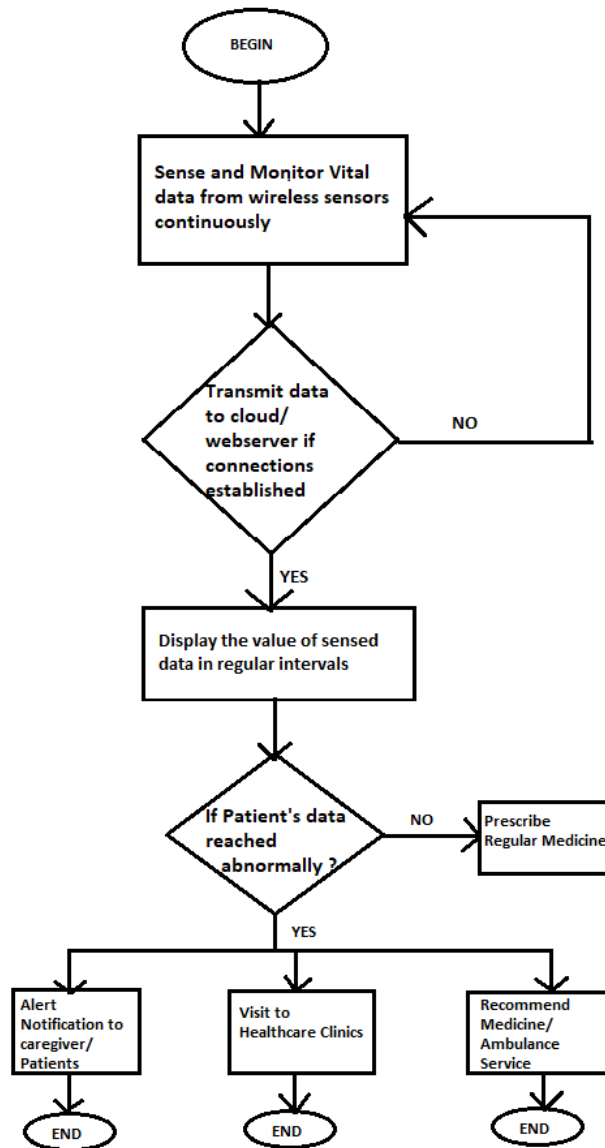 BEGIN
Sense and Monitor Vital
data from wireless sensors
continuously
Transmit data
to cloud/
webserver if
connections
established
NO
YES
Display the value of sensed
data in regular intervals
If Patient's data
reached
abnormally ?
NO
Prescribe
Regular Medicine
YES
Alert
Notification to
caregiver/
Patients
Visit to
Healthcare Clinics
Recommend
Medicine/
Ambulance
Service
END
END
END